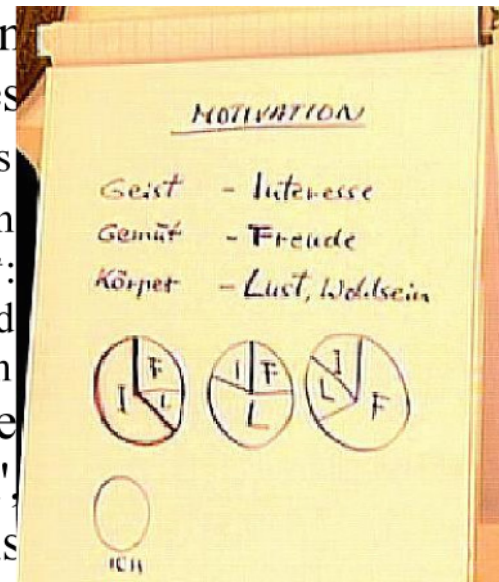 MOTIVATION
Geist - Interesse
Gemüt - Freude
Körper - Lust, Wohlsein
I F L
I F L
I L F
ICH